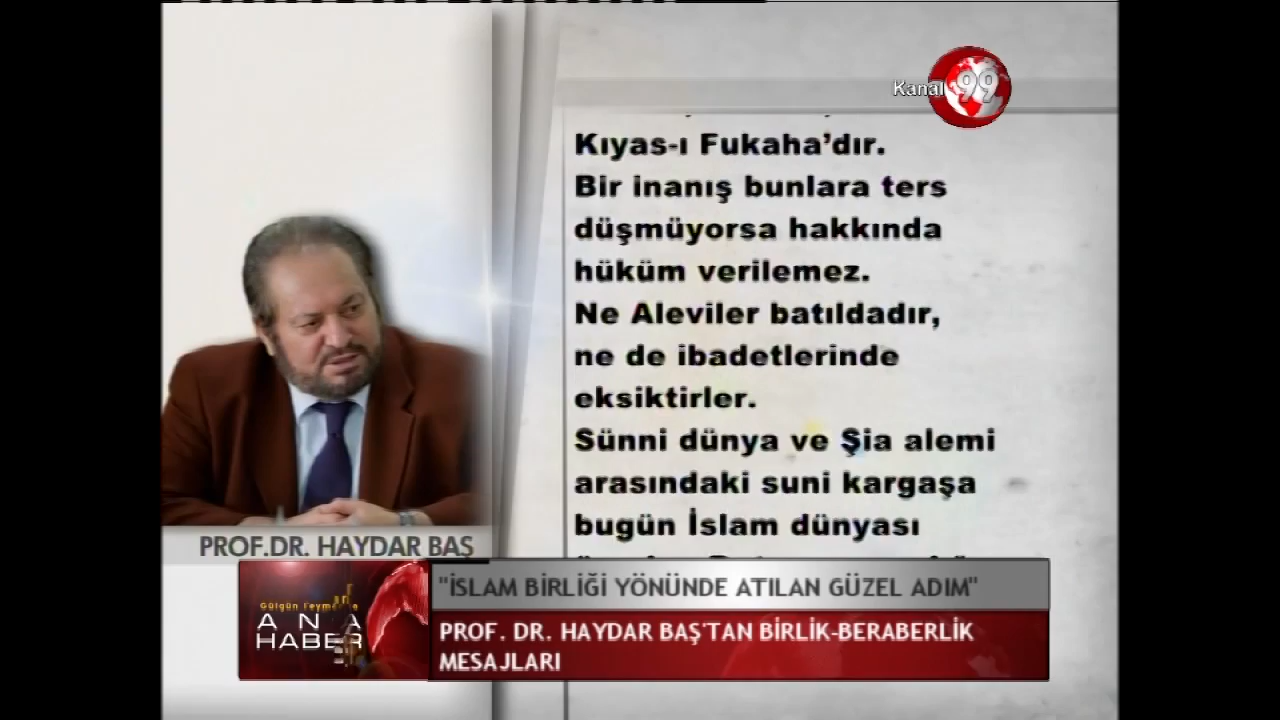 Kanal 99
Kıyas-ı Fukaha’dır.
Bir inanış bunlara ters
düşmüyorsa hakkında
hüküm verilemez.
Ne Aleviler batıldadır,
ne de ibadetlerinde
eksiktirler.
Sünni dünya ve Şia alemi
arasındaki suni kargaşa
bugün İslam dünyası
PROF.DR. HAYDAR BAŞ
"İSLAM BİRLİĞİ YÖNÜNDE ATILAN GÜZEL ADIM"
Gülgün
ANA
HABER
PROF. DR. HAYDAR BAŞ'TAN BİRLİK-BERABERLİK
MESAJLARI